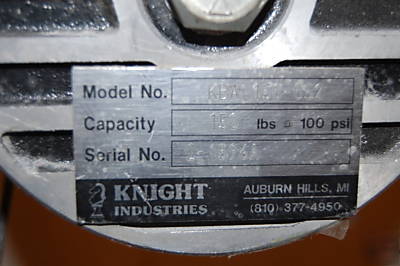 Model No.
Capacity lbs @ 100 psi
Serial No.
KNIGHT
INDUSTRIES
AUBURN HILLS, MI
(810) 377-4950